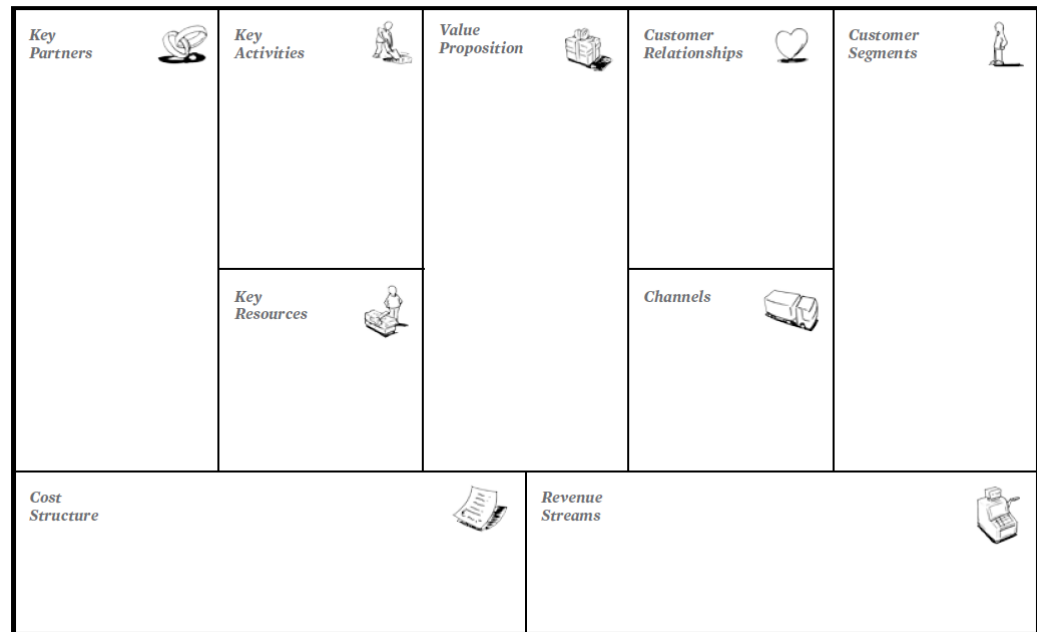 Key
Partners
Key
Activities
Value
Proposition
Customer
Relationships
Customer
Segments
Key
Resources
Channels
Cost
Structure
Revenue
Streams